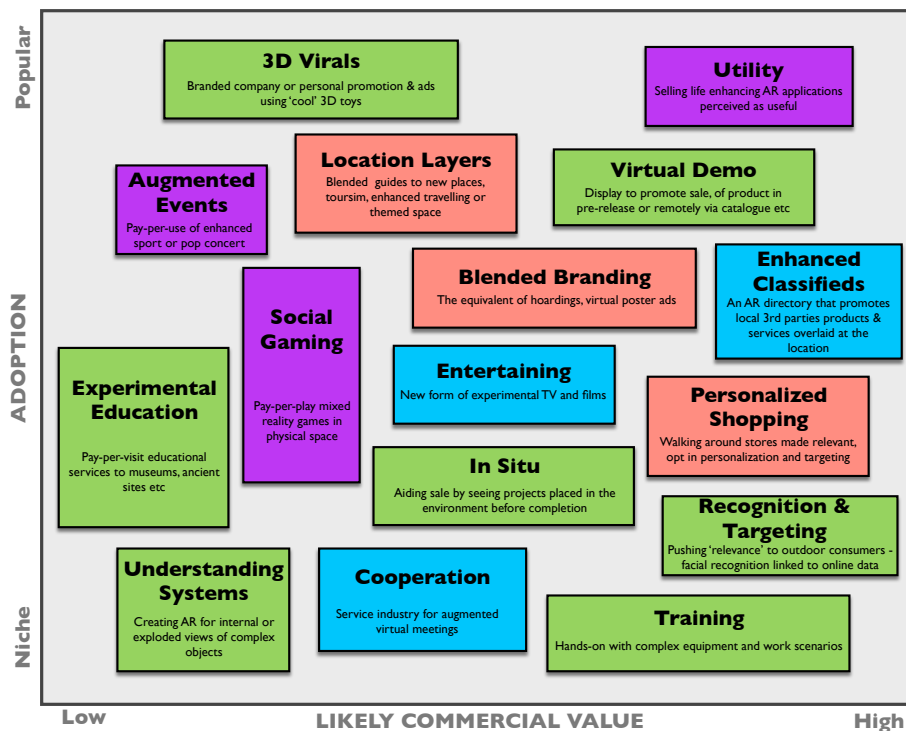 Popular
ADOPTION
Niche
3D Virals
Branded company or personal promotion & ads
using ‘cool’ 3D toys
Utility
Selling life enhancing AR applications
perceived as useful
Location Layers
Blended guides to new places,
toursim, enhanced travelling or
themed space
Virtual Demo
Display to promote sale, of product in
pre-release or remotely via catalogue etc
Augmented
Events
Pay-per-use of enhanced
sport or pop concert
Blended Branding
The equivalent of hoardings, virtual poster ads
Enhanced
Classifieds
An AR directory that promotes
local 3rd parties products &
services overlaid at the
location
Social
Gaming
Pay-per-play mixed
reality games in
physical space
Entertaining
New form of experimental TV and films
Experimental
Education
Pay-per-visit educational
services to museums, ancient
sites etc
Personalized
Shopping
Walking around stores made relevant,
opt in personalization and targeting
In Situ
Aiding sale by seeing projects placed in the
environment before completion
Recognition &
Targeting
Pushing ‘relevance’ to outdoor consumers -
facial recognition linked to online data
Understanding
Systems
Creating AR for internal or
exploded views of complex
objects
Cooperation
Service industry for augmented
virtual meetings
Training
Hands-on with complex equipment and work scenarios
Low
LIKELY COMMERCIAL VALUE
High